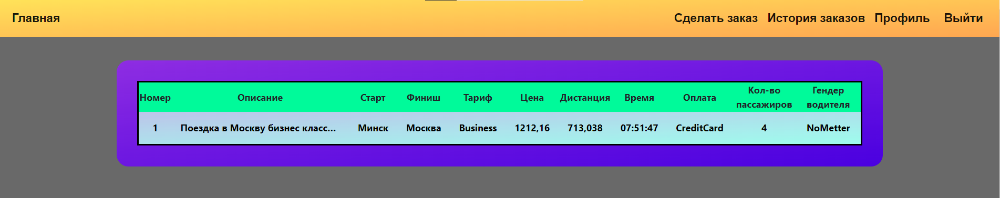 Главная Сделать заказ История заказов Профиль Выйти
Номер Описание Старт Финиш Тариф Цена Дистанция Время Оплата Кол-во пассажиров Гендер водителя
1 Поездка в Москву бизнес класс... Минск Москва Business 1212,16 713,038 07:51:47 CreditCard 4 NoMetter